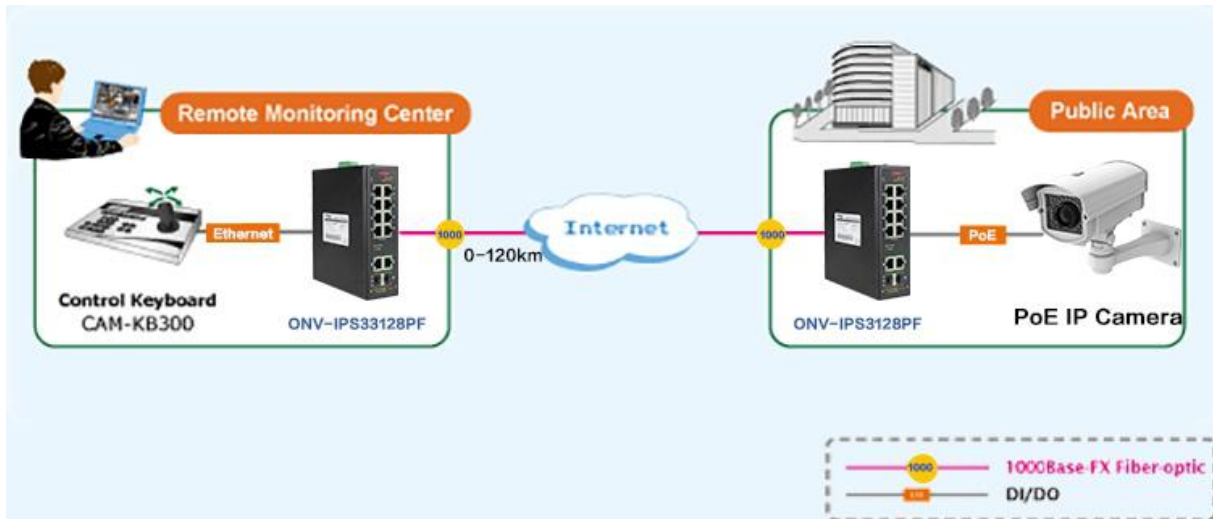 Remote Monitoring Center
Public Area
Ethernet
1000
0-120km
Internet
1000
PoE
Control Keyboard
CAM-KB300
ONV-IPS33128PF
ONV-IPS3128PF
PoE IP Camera
1000
1000Base-FX Fiber-optic
DI/DO